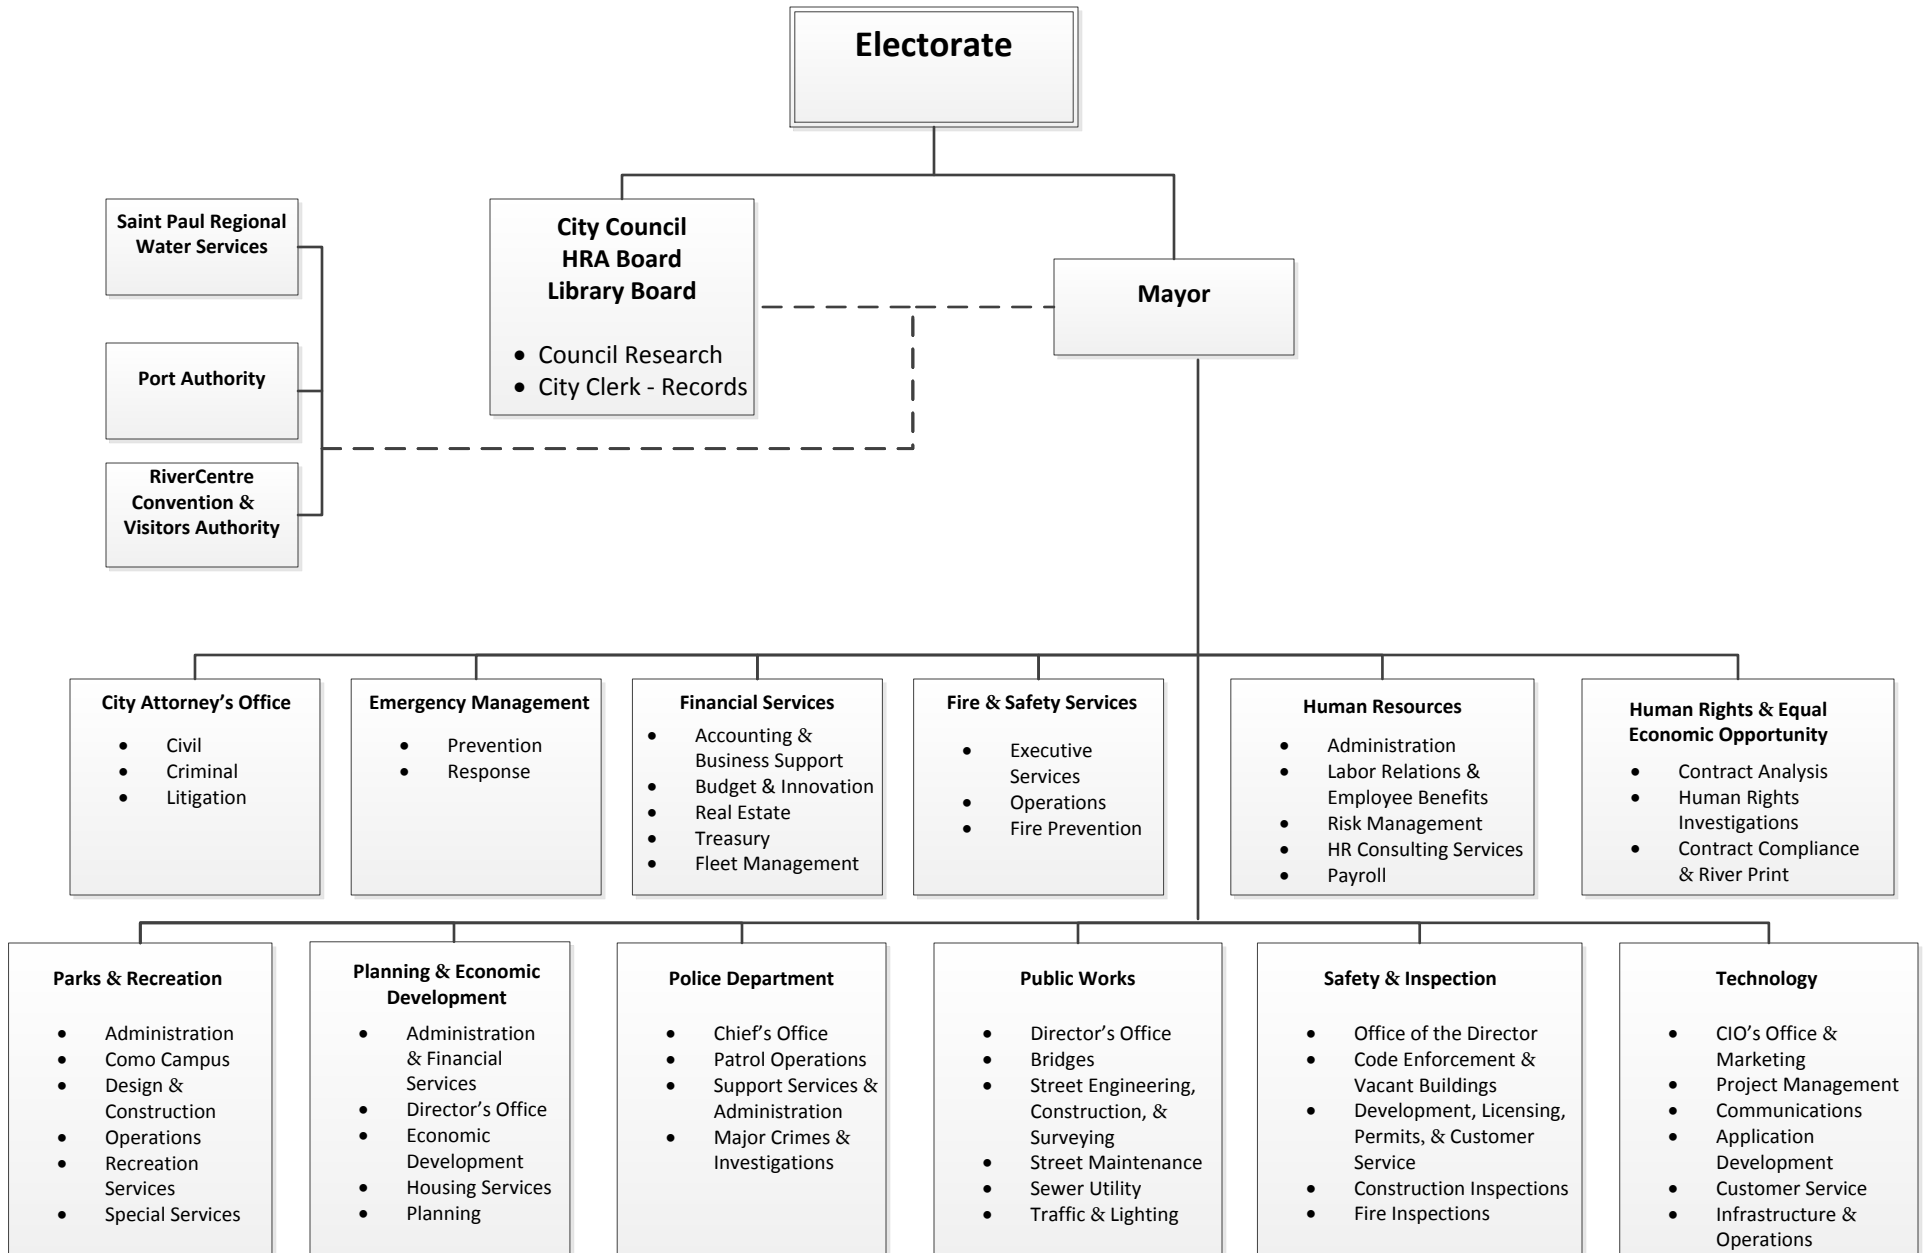 Electorate
Saint Paul Regional
Water Services
Port Authority
RiverCentre
Convention &
Visitors Authority
City Council
HRA Board
Library Board
• Council Research
• City Clerk - Records
Mayor
City Attorney’s Office
• Civil
• Criminal
• Litigation
Emergency Management
• Prevention
• Response
Financial Services
• Accounting &
Business Support
• Budget & Innovation
• Real Estate
• Treasury
• Fleet Management
Fire & Safety Services
• Executive
Services
• Operations
• Fire Prevention
Human Resources
• Administration
• Labor Relations &
Employee Benefits
• Risk Management
• HR Consulting Services
• Payroll
Human Rights & Equal
Economic Opportunity
• Contract Analysis
• Human Rights
Investigations
• Contract Compliance
& River Print
Parks & Recreation
• Administration
• Como Campus
• Design &
Construction
• Operations
• Recreation
Services
• Special Services
Planning & Economic
Development
• Administration
& Financial
Services
• Director’s Office
• Economic
Development
• Housing Services
• Planning
Police Department
• Chief’s Office
• Patrol Operations
• Support Services &
Administration
• Major Crimes &
Investigations
Public Works
• Director’s Office
• Bridges
• Street Engineering,
Construction, &
Surveying
• Street Maintenance
• Sewer Utility
• Traffic & Lighting
Safety & Inspection
• Office of the Director
• Code Enforcement &
Vacant Buildings
• Development, Licensing,
Permits, & Customer
Service
• Construction Inspections
• Fire Inspections
Technology
• CIO’s Office &
Marketing
• Project Management
• Communications
• Application
Development
• Customer Service
• Infrastructure &
Operations